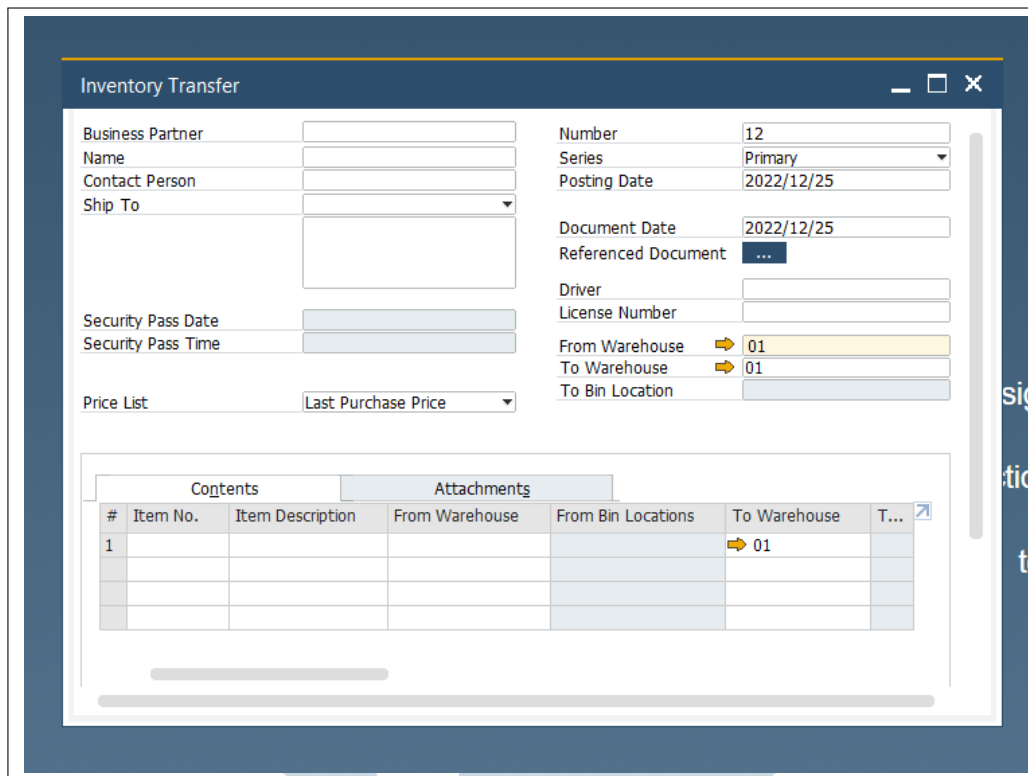 Inventory Transfer
Business Partner
Name
Contact Person
Ship To
Security Pass Date
Security Pass Time
Price List Last Purchase Price
Number 12
Series Primary
Posting Date 2022/12/25
Document Date 2022/12/25
Referenced Document ...
Driver
License Number
From Warehouse 01
To Warehouse 01
To Bin Location
Contents Attachments
# Item No. Item Description From Warehouse From Bin Locations To Warehouse T...
1 01